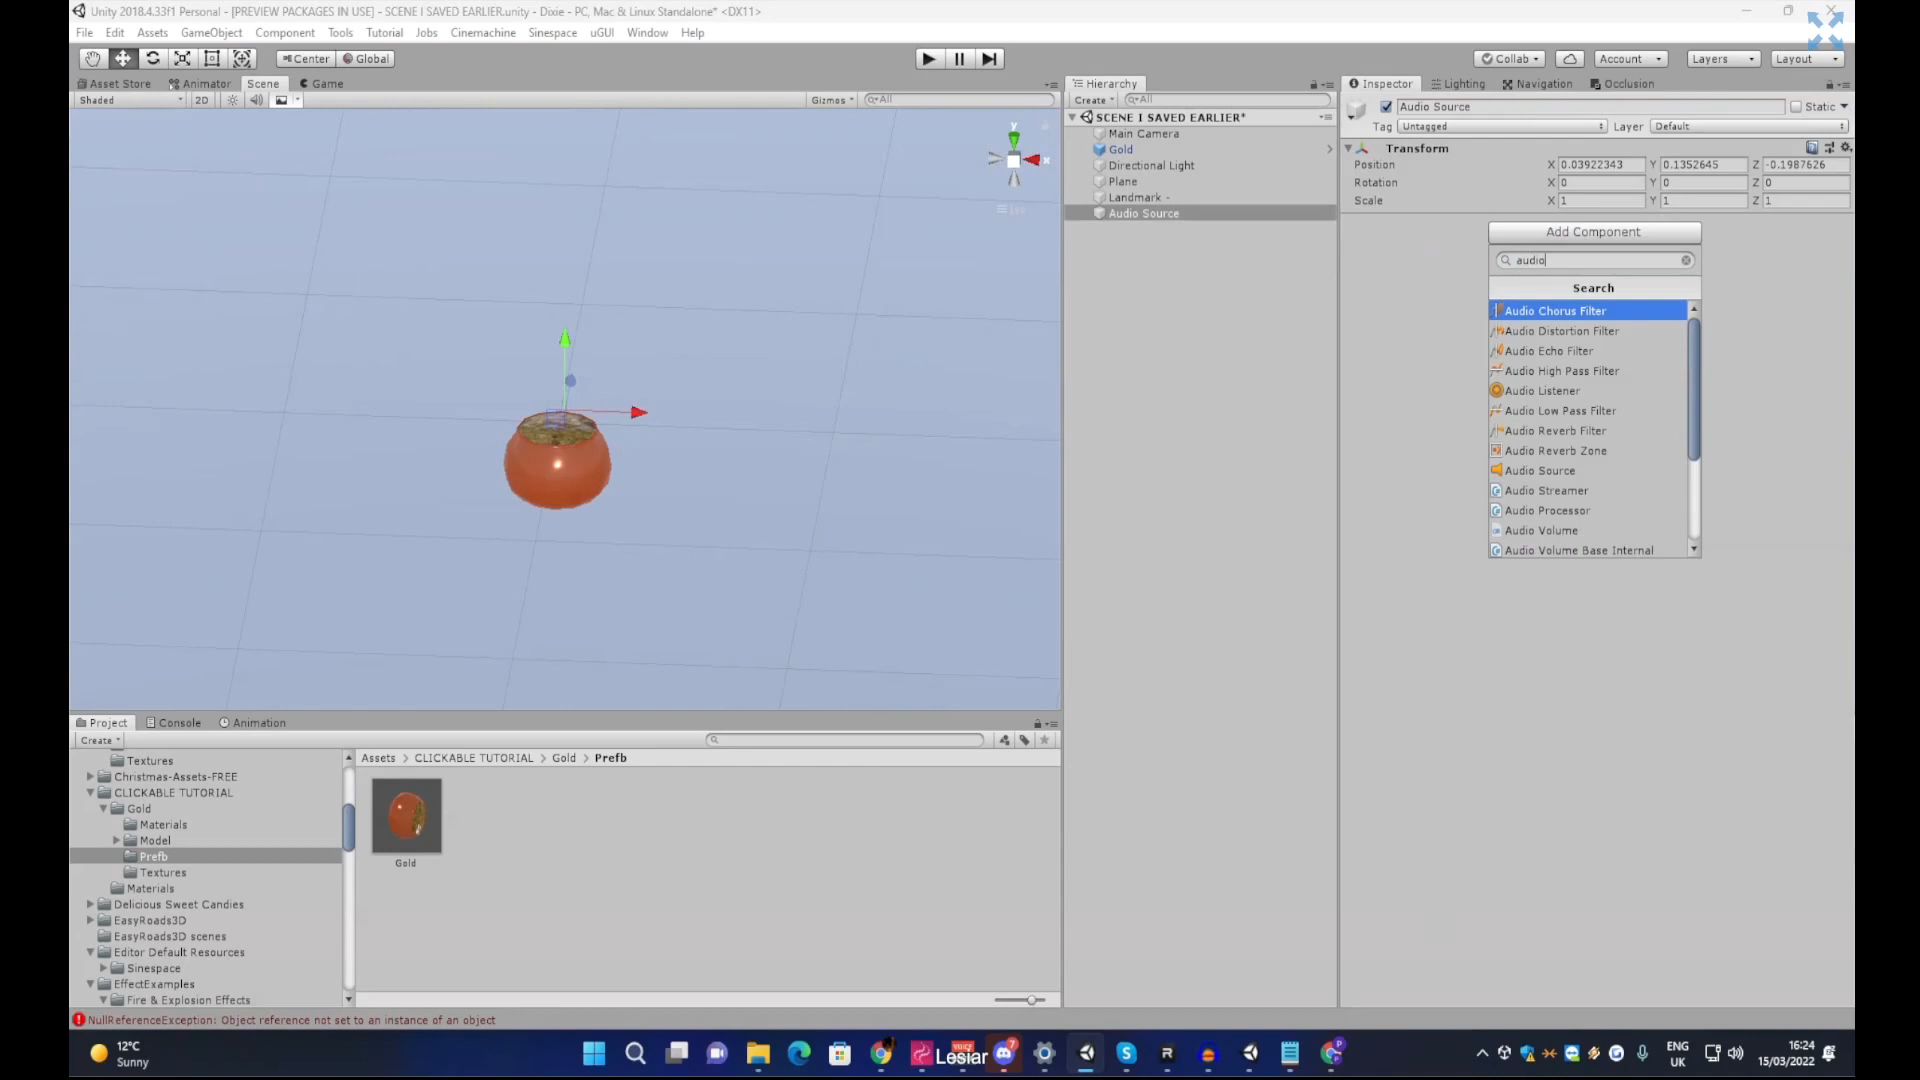 Unity 2018.4.33f1 Personal - [PREVIEW PACKAGES IN USE] - SCENE I SAVED EARLIER.unity - Dixie - PC, Mac & Linux Standalone* <DX11>
File Edit Assets GameObject Component Tools Tutorial Jobs Cinemachine Sinespace uGUI Window Help
Center Global Collab Account Layers Layout
Asset Store Animator Scene Game
Shaded 2D Gizmos All
y
x
Iso
Hierarchy
Create All
SCENE I SAVED EARLIER*
Main Camera
Gold
Directional Light
Plane
Landmark -
Audio Source
Inspector Lighting Navigation Occlusion
Audio Source Static
Tag Untagged Layer Default
Transform
Position X 0.03922343 Y 0.1352645 Z -0.1987626
Rotation X 0 Y 0 Z 0
Scale X 1 Y 1 Z 1
Add Component
audio
Search
Audio Chorus Filter
Audio Distortion Filter
Audio Echo Filter
Audio High Pass Filter
Audio Listener
Audio Low Pass Filter
Audio Reverb Filter
Audio Reverb Zone
Audio Source
Audio Streamer
Audio Processor
Audio Volume
Audio Volume Base Internal
Project Console Animation
Create
Textures
Christmas-Assets-FREE
CLICKABLE TUTORIAL
Gold
Materials
Model
Prefb
Textures
Materials
Delicious Sweet Candies
EasyRoads3D
EasyRoads3D scenes
Editor Default Resources
Sinespace
EffectExamples
Fire & Explosion Effects
Assets > CLICKABLE TUTORIAL > Gold > Prefb
Gold
NullReferenceException: Object reference not set to an instance of an object
12°C
Sunny
Lesiar
7
ENG
UK
16:24
15/03/2022